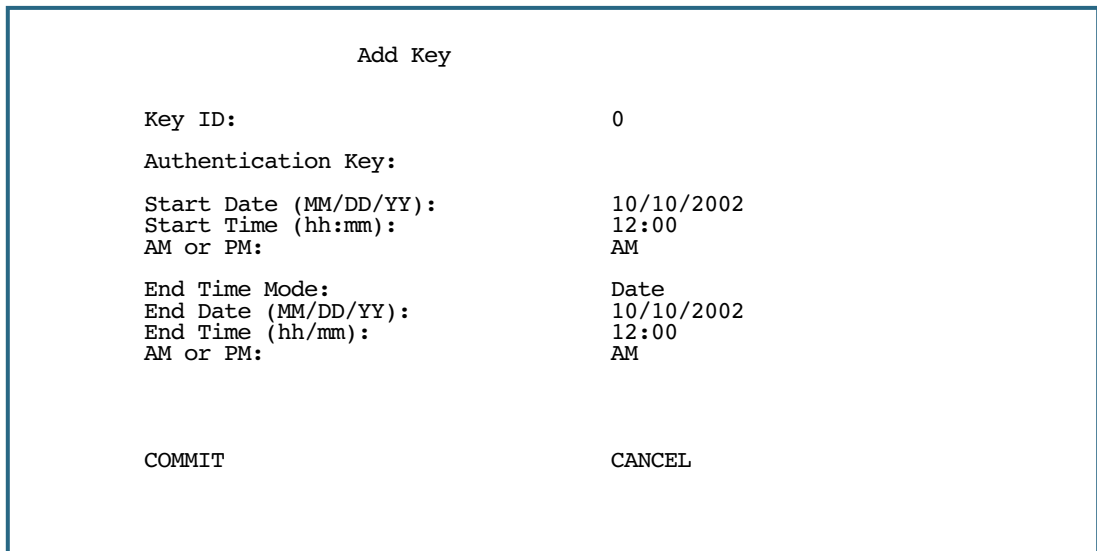 Add Key
Key ID: 0
Authentication Key:
Start Date (MM/DD/YY): 10/10/2002
Start Time (hh:mm): 12:00
AM or PM: AM
End Time Mode: Date
End Date (MM/DD/YY): 10/10/2002
End Time (hh/mm): 12:00
AM or PM: AM
COMMIT CANCEL